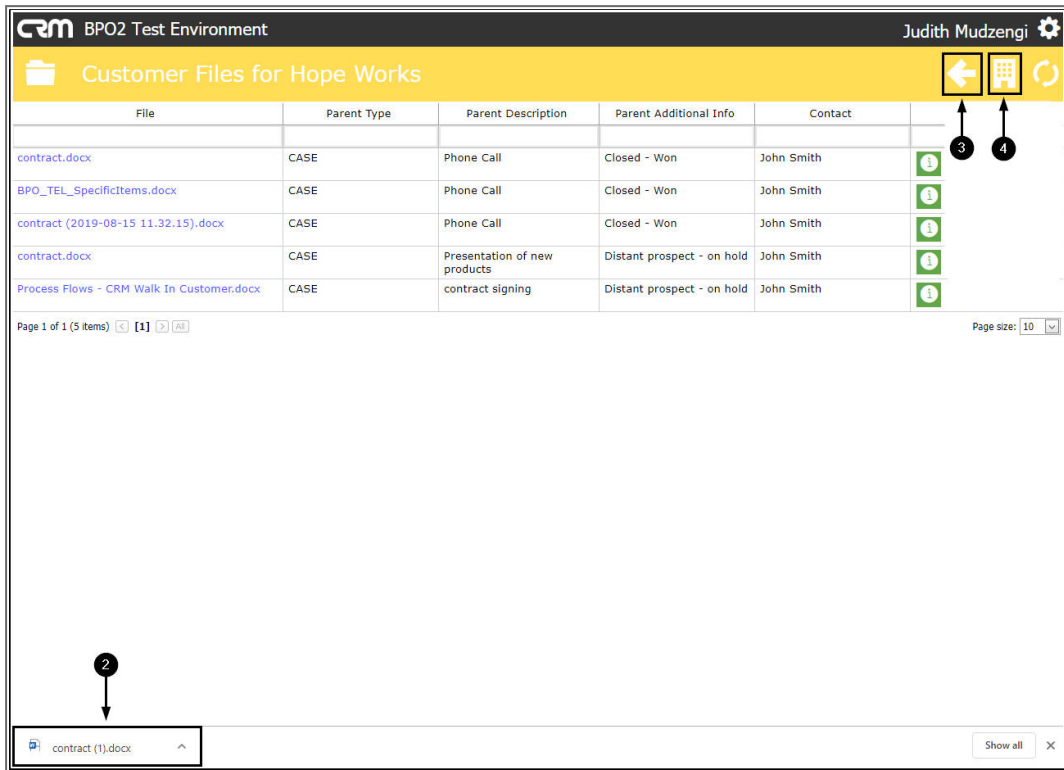 CRM BPO2 Test Environment Judith Mudzengi
Customer Files for Hope Works
File Parent Type Parent Description Parent Additional Info Contact
3 4
contract.docx CASE Phone Call Closed - Won John Smith i
BPO_TEL_SpecificItems.docx CASE Phone Call Closed - Won John Smith i
contract (2019-08-15 11.32.15).docx CASE Phone Call Closed - Won John Smith i
contract.docx CASE Presentation of new Distant prospect - on hold John Smith i
products
Process Flows - CRM Walk In Customer.docx CASE contract signing Distant prospect - on hold John Smith i
Page 1 of 1 (5 items) < [1] > All Page size: 10
2
contract (1).docx Show all X